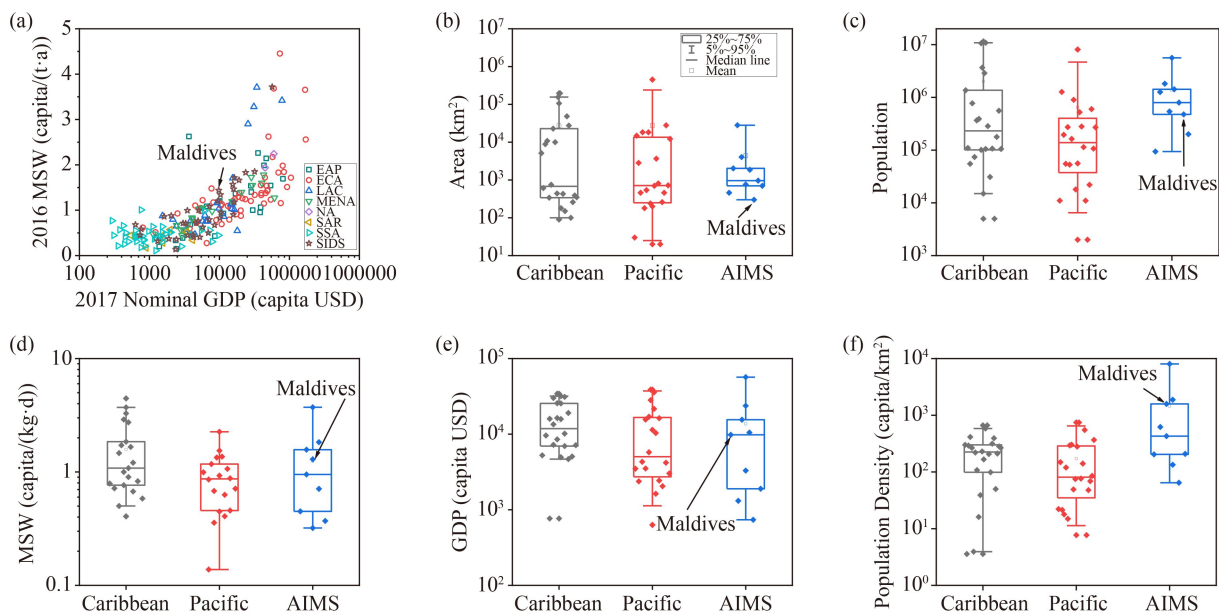 (a)
2016 MSW (capita/(t·a))
5
4
3
2
1
0
Maldives
EAP
ECA
LAC
MENA
NA
SAR
SSA
SIDS
100 1000 10000 100000 1000000
2017 Nominal GDP (capita USD)
(b)
Area (km²)
10⁷
10⁶
10⁵
10⁴
10³
10²
10¹
25%~75%
5%~95%
Median line
Mean
Maldives
Caribbean Pacific AIMS
(c)
Population
10⁷
10⁶
10⁵
10⁴
10³
Maldives
Caribbean Pacific AIMS
(d)
MSW (capita/(kg·d))
10
1
0.1
Maldives
Caribbean Pacific AIMS
(e)
GDP (capita USD)
10⁵
10⁴
10³
10²
Maldives
Caribbean Pacific AIMS
(f)
Population Density (capita/km²)
10⁴
10³
10²
10¹
10⁰
Maldives
Caribbean Pacific AIMS